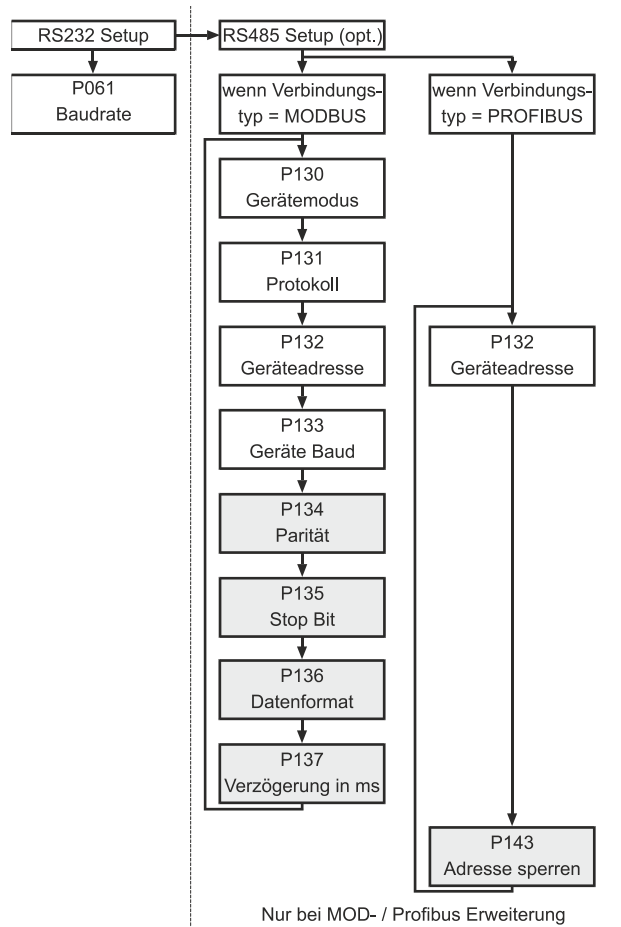 RS232 Setup
P061
Baudrate
RS485 Setup (opt.)
wenn Verbindungs-
typ = MODBUS
P130
Gerätemodus
P131
Protokoll
P132
Geräteadresse
P133
Geräte Baud
P134
Parität
P135
Stop Bit
P136
Datenformat
P137
Verzögerung in ms
wenn Verbindungs-
typ = PROFIBUS
P132
Geräteadresse
P143
Adresse sperren
Nur bei MOD- / Profibus Erweiterung